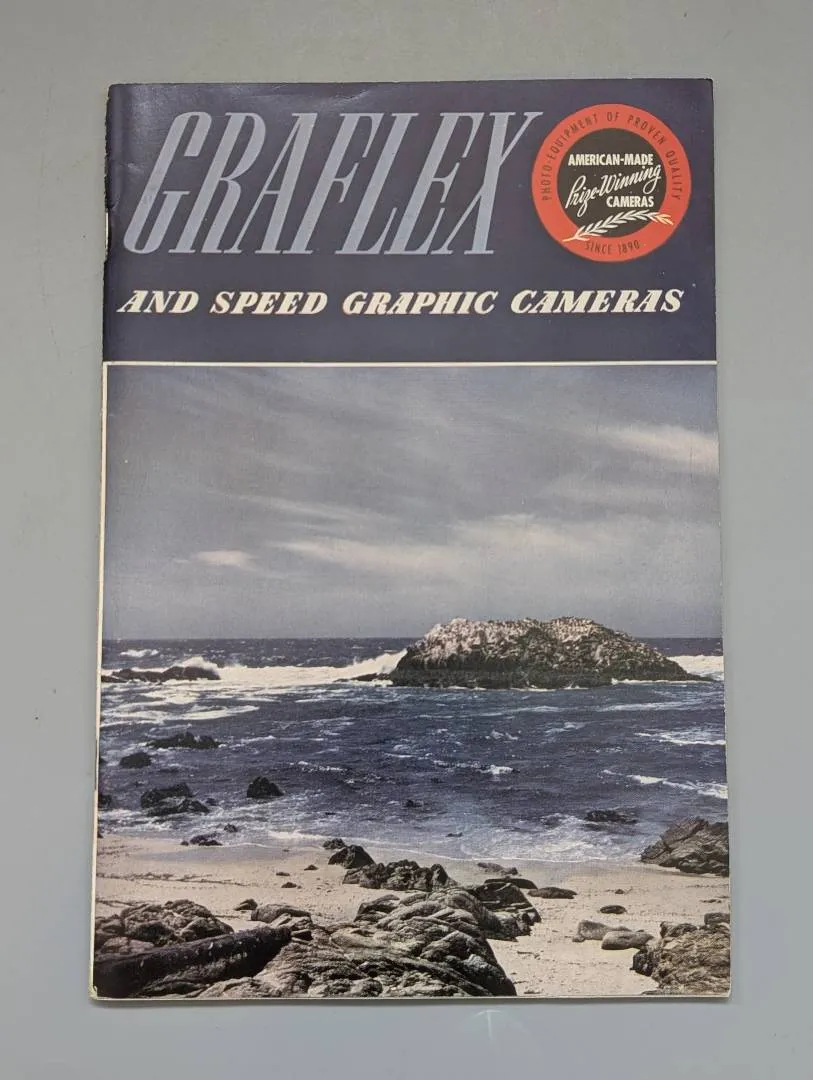 GRAFLEX
PHOTO-EQUIPMENT OF PROVEN QUALITY
AMERICAN-MADE
Prize-Winning
CAMERAS
SINCE 1890
AND SPEED GRAPHIC CAMERAS